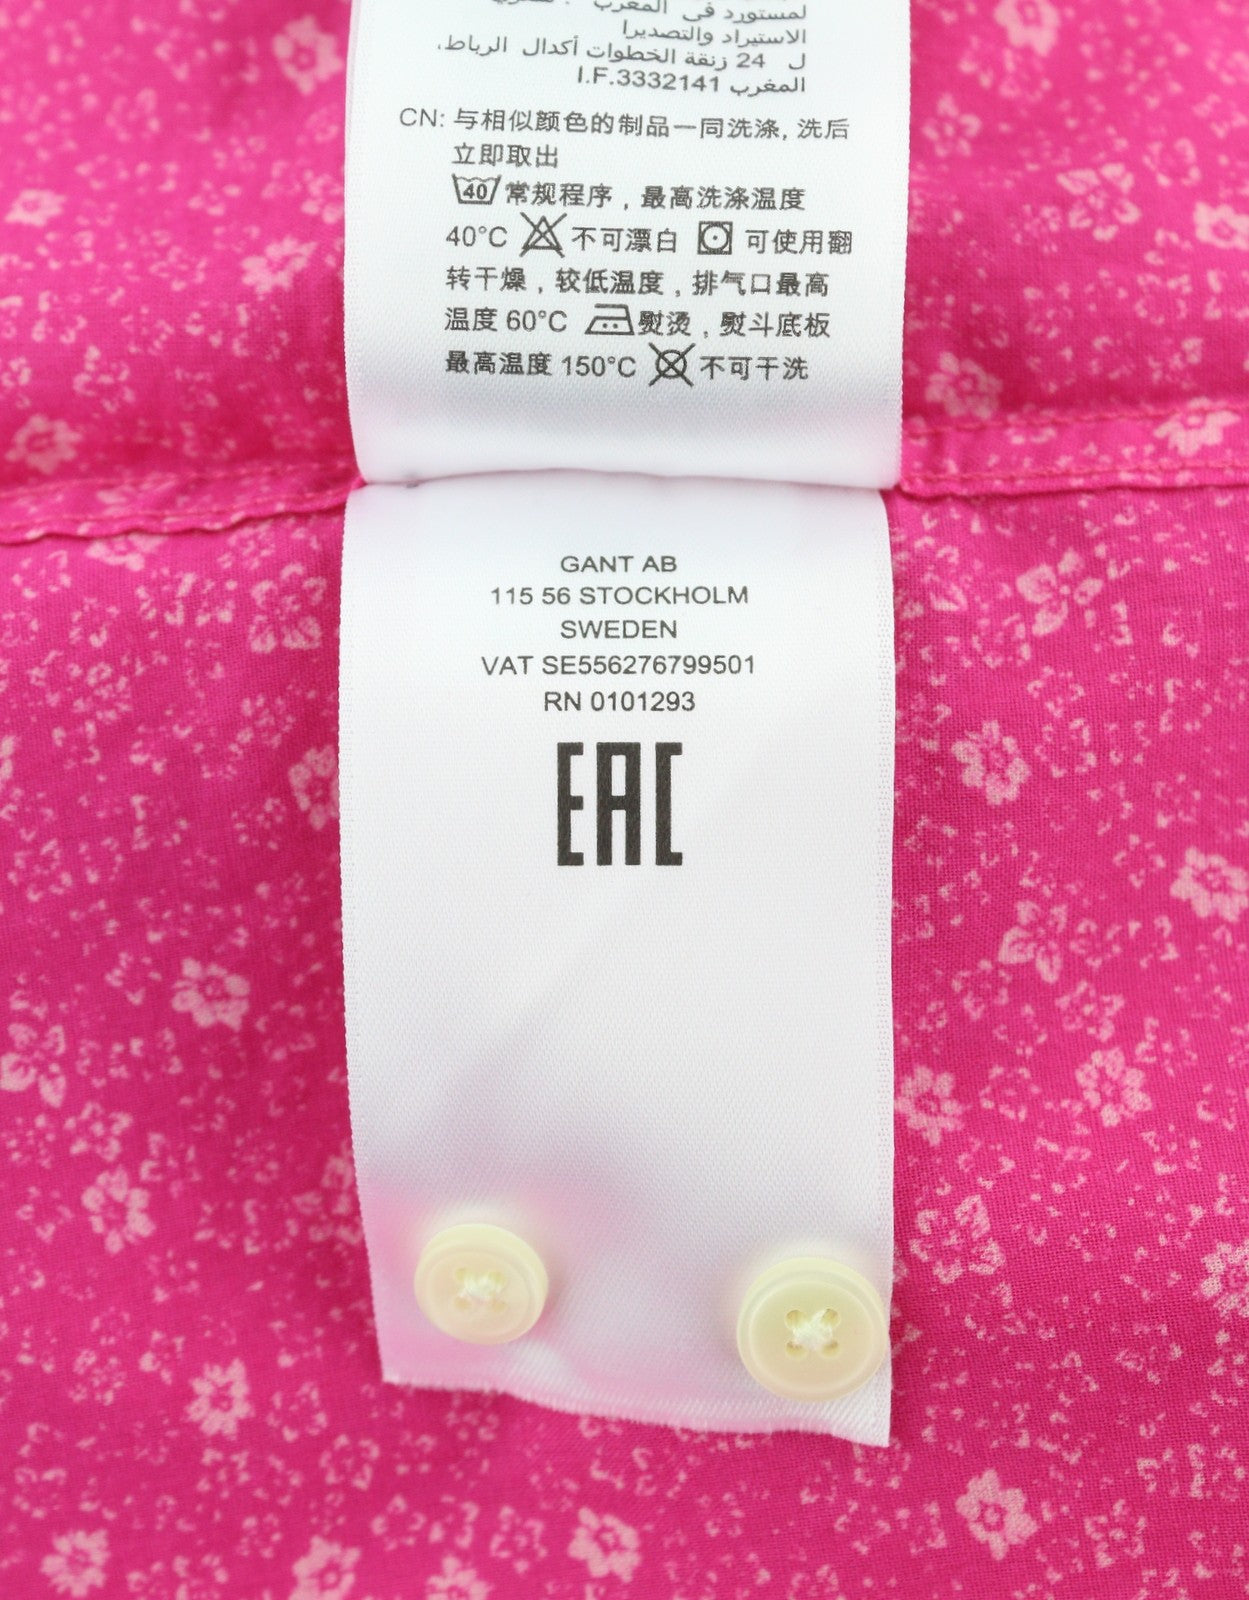 لمستورد في المغرب
الاستيراد والتصديرا
ل 24 زنقة الخطوات أكدال الرباط،
المغرب I.F.3332141
CN: 与相似颜色的制品一同洗涤, 洗后
立即取出
40 常规程序，最高洗涤温度
40°C 不可漂白 可使用翻
转干燥，较低温度，排气口最高
温度 60°C 熨烫，熨斗底板
最高温度 150°C 不可干洗
GANT AB
115 56 STOCKHOLM
SWEDEN
VAT SE556276799501
RN 0101293
EAC